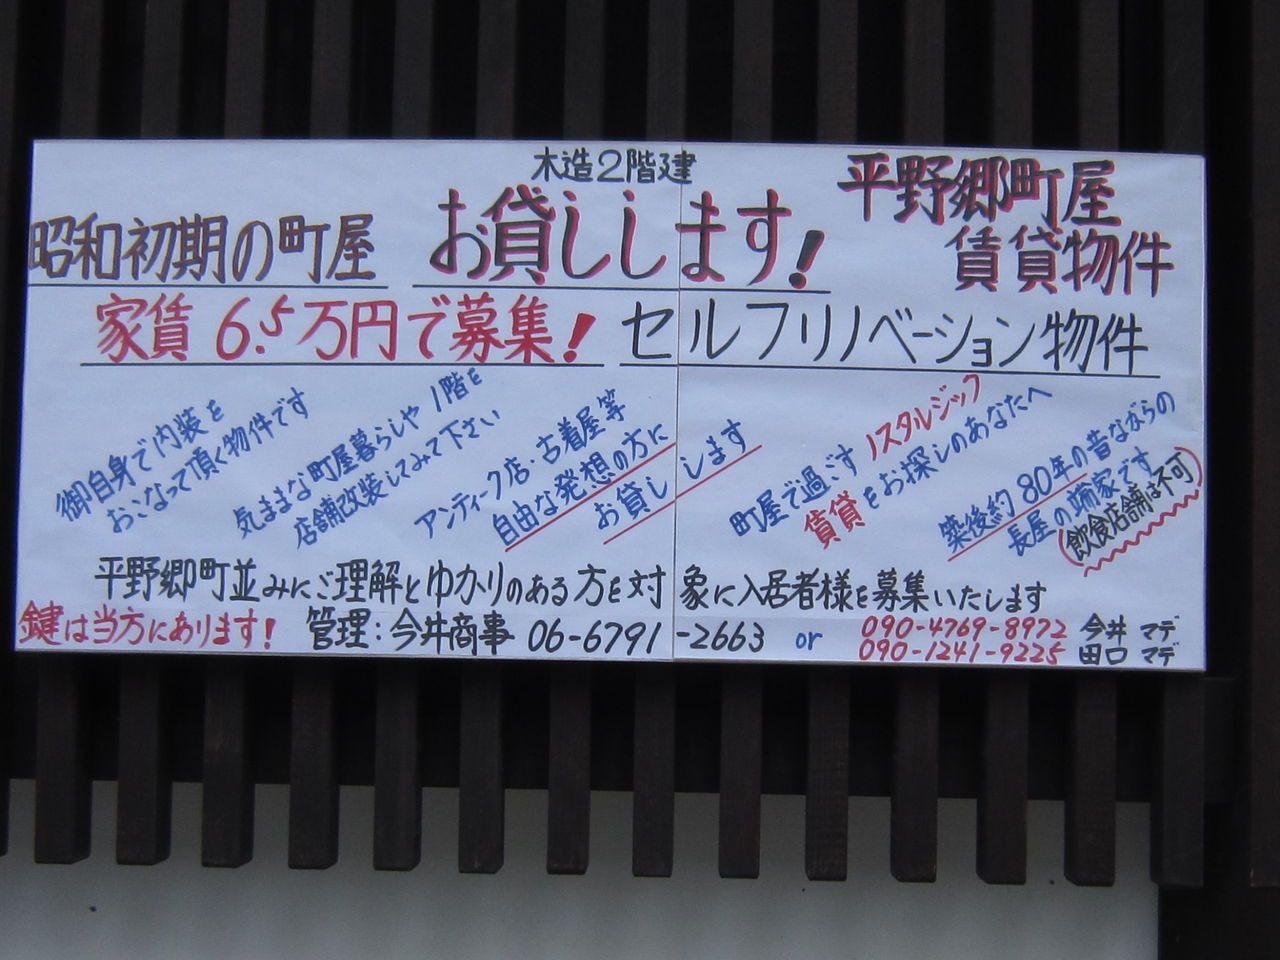 木造2階建
昭和初期の町屋
お貸しします!
平野郷町屋
賃貸物件
家賃6.5万円で募集!
セルフリノベーション物件
御自身で内装を
おこなって頂く物件です
気ままな町屋暮らしや1階を
店舗改装してみて下さい
アンティーク店・古着屋等
自由な発想の方に
お貸しします
町屋で過ごすノスタルジック
賃貸をお探しのあなたへ
築後約80年の昔ながらの
長屋の端家です
(飲食店舗は不可)
平野郷町並みにご理解とゆかりのある方を対象に入居者様を募集いたします
鍵は当方にあります!
管理:今井商事 06-6791-2663 or
090-4769-8972 今井マデ
090-1241-9225 田口マデ